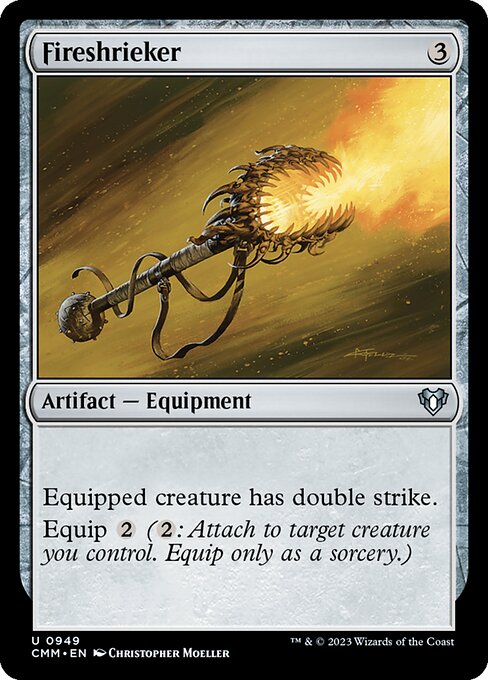 Fireshrieker 3
Artifact — Equipment
Equipped creature has double strike.
Equip 2 (2: Attach to target creature
you control. Equip only as a sorcery.)
U 0949
™ & © 2023 Wizards of the Coast
CMM • EN Christopher Moeller